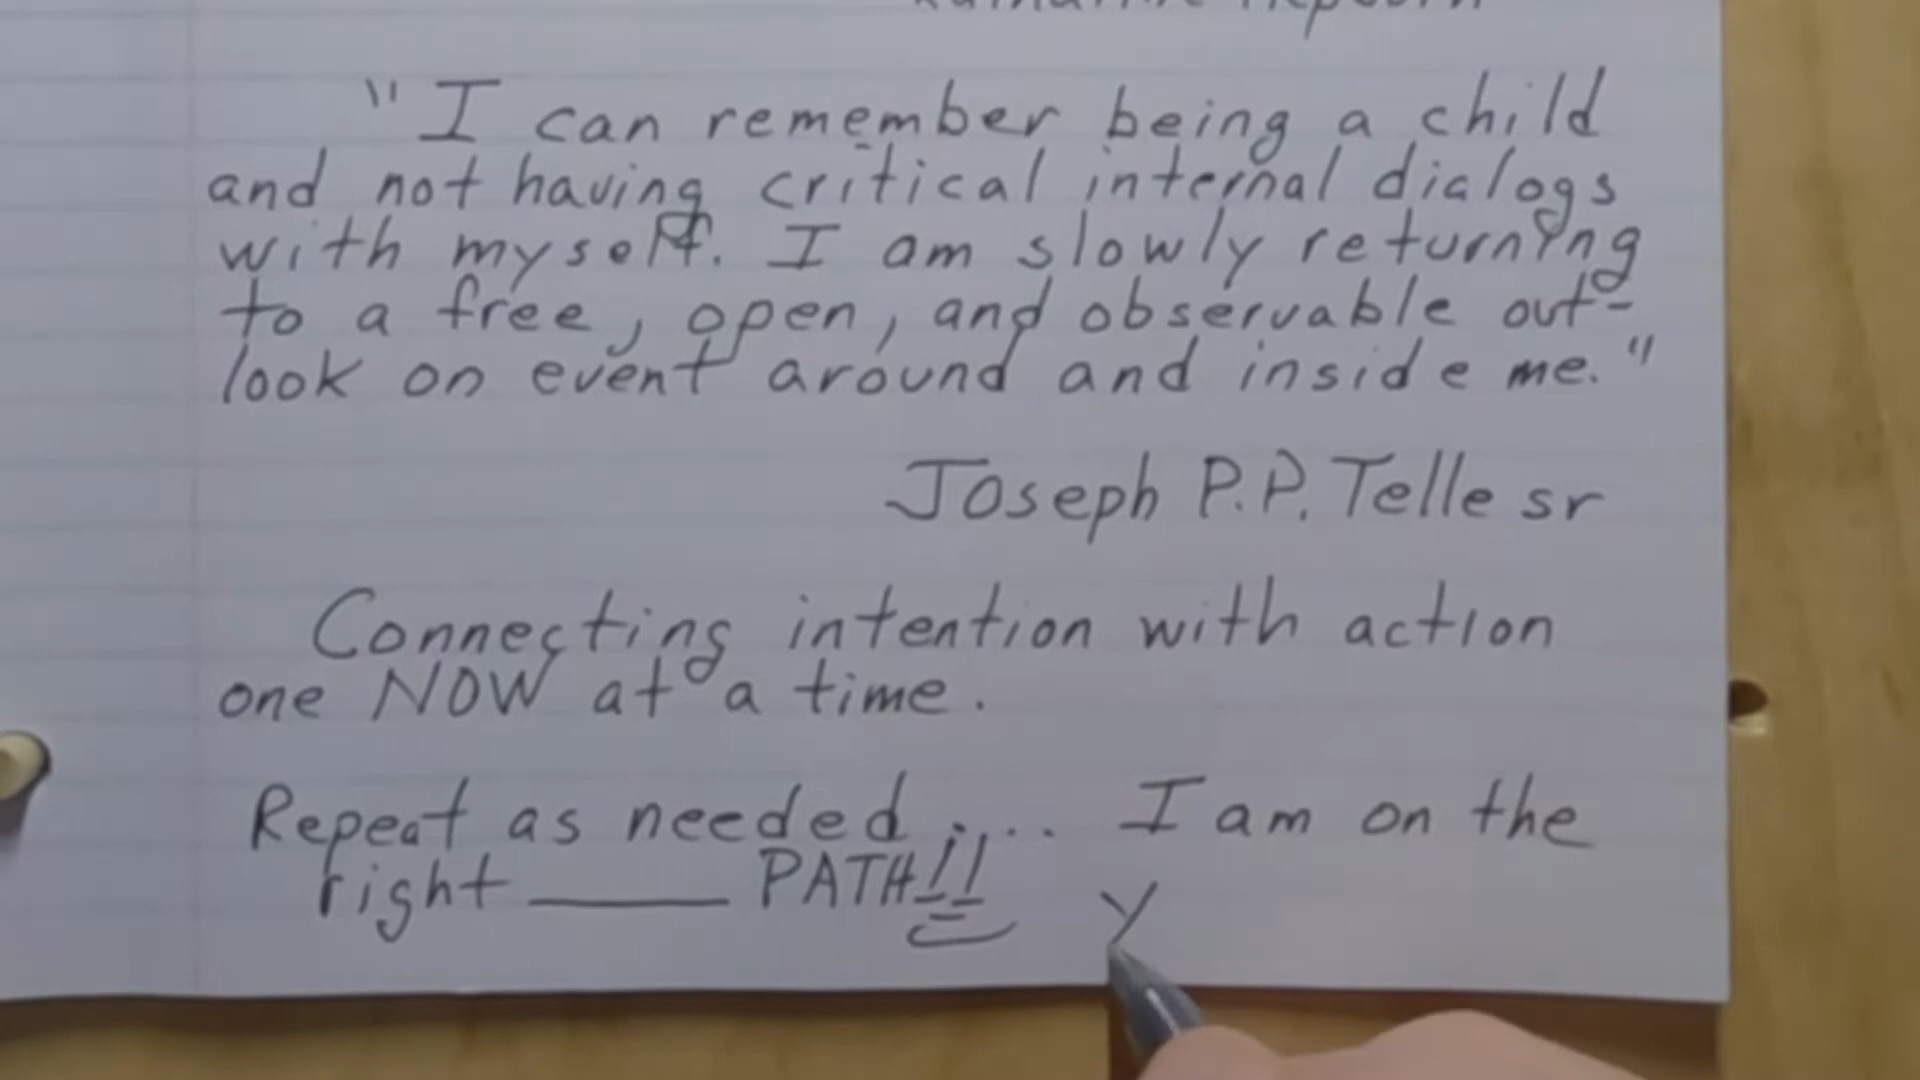 "I can remember being a child
and not having critical internal dialogs
with myself. I am slowly returning
to a free, open, and observable out-
look on event around and inside me."
Joseph P.P. Telle sr
Connecting intention with action
one NOW at a time.
Repeat as needed .... I am on the
right ______ PATH!!
Y